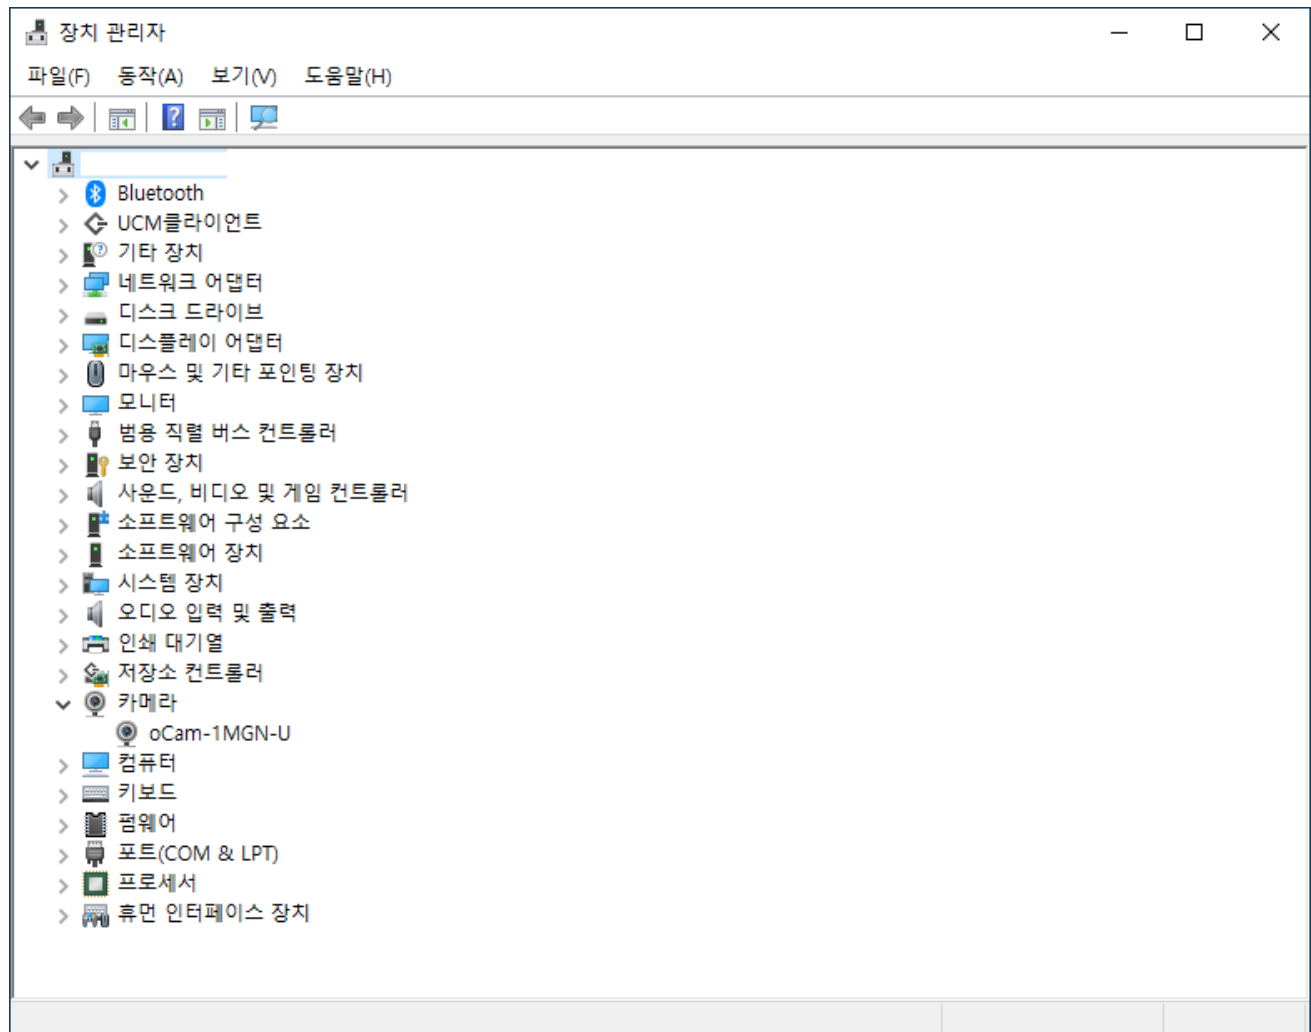 장치 관리자
파일(F) 동작(A) 보기(V) 도움말(H)
Bluetooth
UCM클라이언트
기타 장치
네트워크 어댑터
디스크 드라이브
디스플레이 어댑터
마우스 및 기타 포인팅 장치
모니터
범용 직렬 버스 컨트롤러
보안 장치
사운드, 비디오 및 게임 컨트롤러
소프트웨어 구성 요소
소프트웨어 장치
시스템 장치
오디오 입력 및 출력
인쇄 대기열
저장소 컨트롤러
카메라
oCam-1MGN-U
컴퓨터
키보드
펌웨어
포트(COM & LPT)
프로세서
휴먼 인터페이스 장치